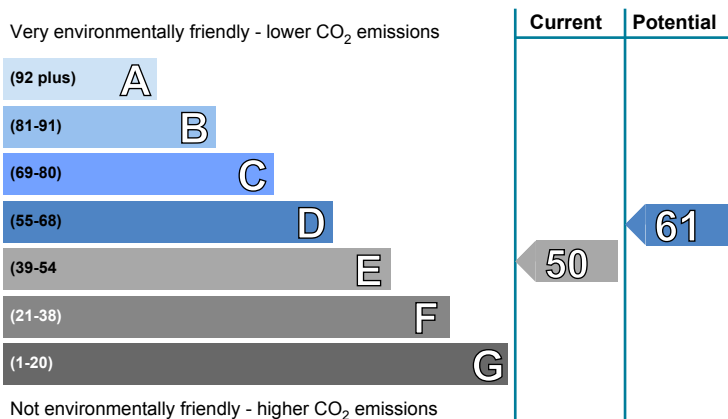 Current Potential
Very environmentally friendly - lower CO2 emissions
(92 plus) A
(81-91) B
(69-80) C
(55-68) D
61
(39-54 E
50
(21-38) F
(1-20) G
Not environmentally friendly - higher CO2 emissions